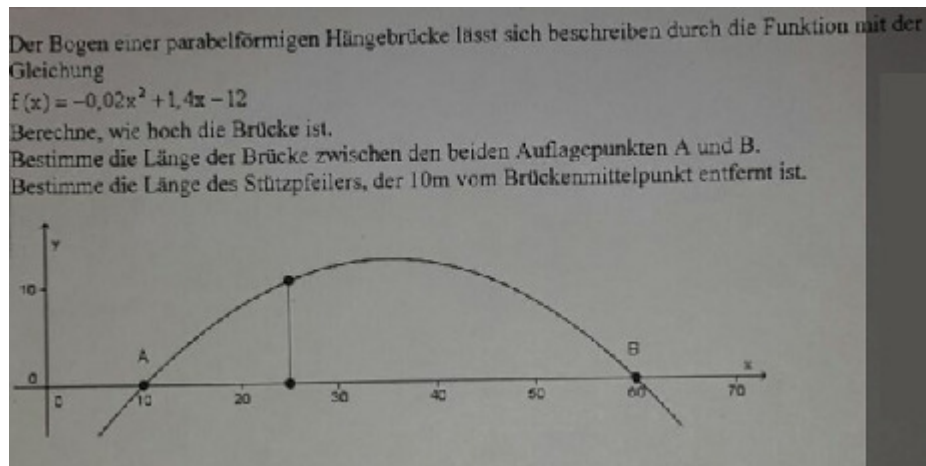 Der Bogen einer parabelförmigen Hängebrücke lässt sich beschreiben durch die Funktion mit der
Gleichung
f(x) = −0,02x² + 1,4x − 12
Berechne, wie hoch die Brücke ist.
Bestimme die Länge der Brücke zwischen den beiden Auflagepunkten A und B.
Bestimme die Länge des Stützpfeilers, der 10m vom Brückenmittelpunkt entfernt ist.
y
10
A
B
x
0
0
10
20
30
40
50
60
70